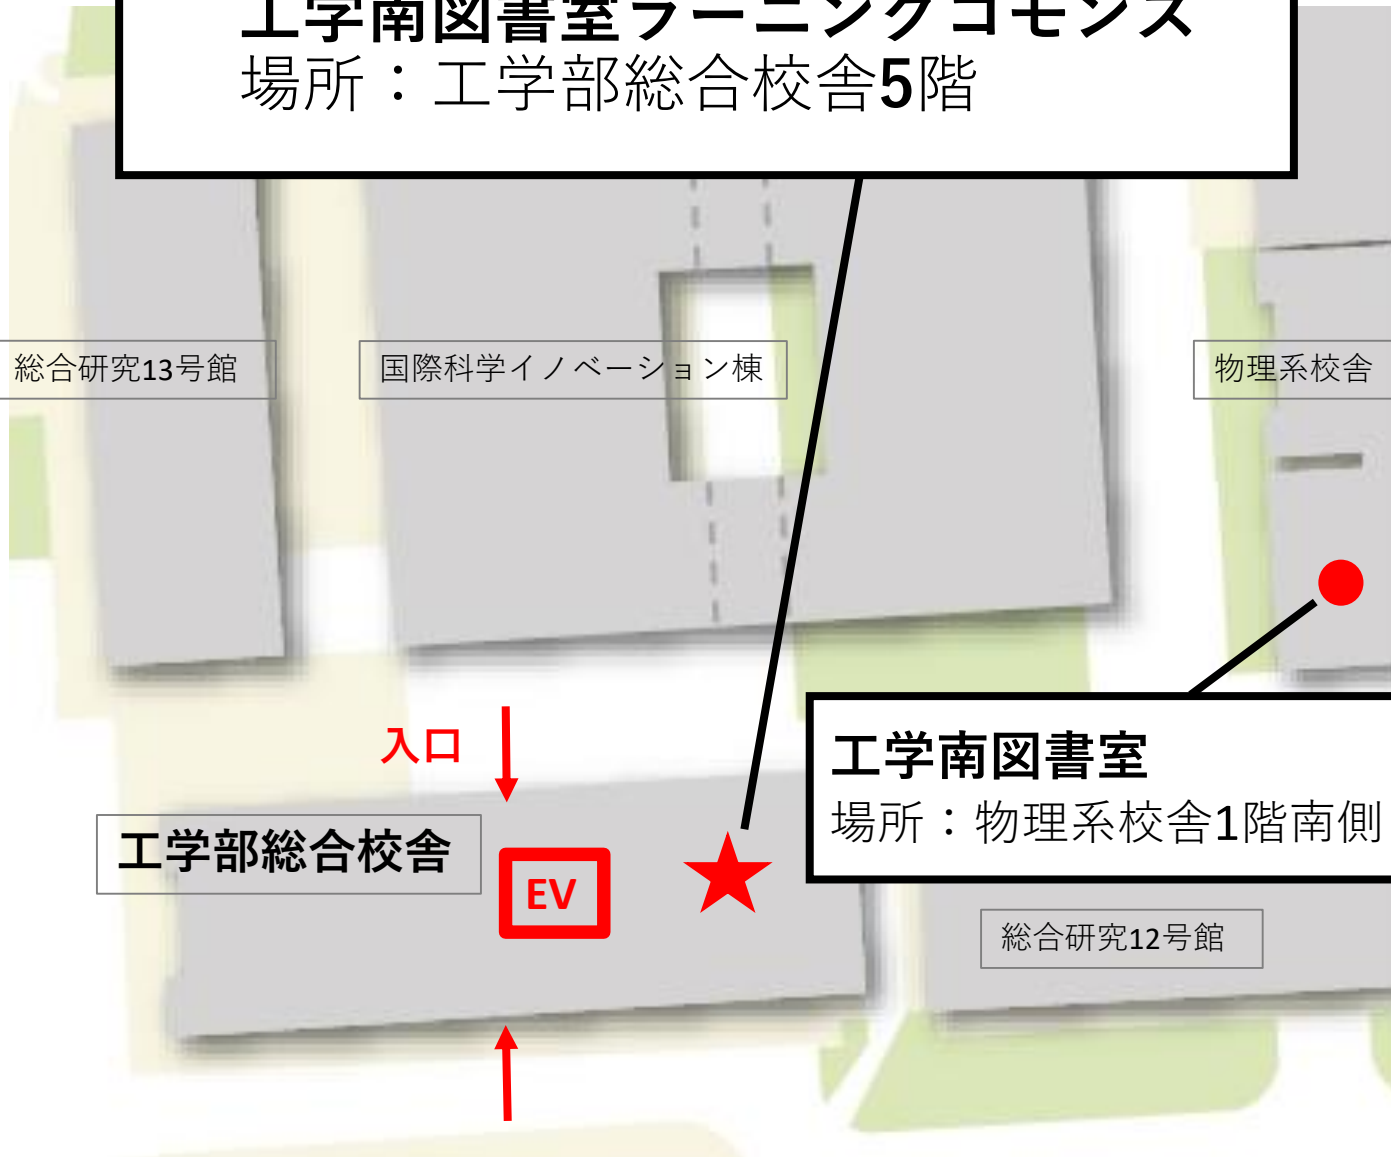 工学南図書室ラーニングコモンズ
場所：工学部総合校舎5階
総合研究13号館
国際科学イノベーション棟
物理系校舎
入口
工学南図書室
場所：物理系校舎1階南側
工学部総合校舎
EV
総合研究12号館